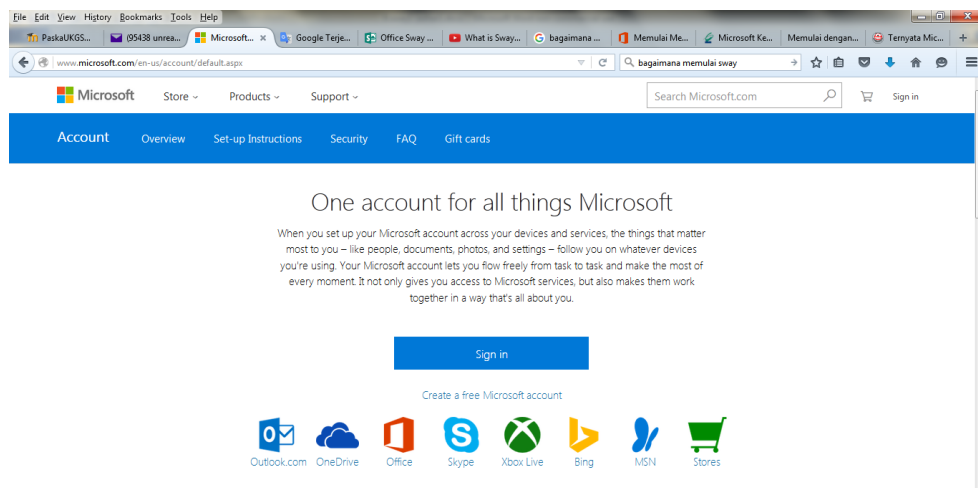 File Edit View History Bookmarks Tools Help
PaskaUKGS... (95438 unrea... Microsoft... × Google Terje... Office Sway ... What is Sway... bagaimana ... Memulai Me... Microsoft Ke... Memulai dengan... Ternyata Mic... +
www.microsoft.com/en-us/account/default.aspx bagaimana memulai sway
Microsoft Store Products Support Search Microsoft.com Sign in
Account Overview Set-up Instructions Security FAQ Gift cards
One account for all things Microsoft
When you set up your Microsoft account across your devices and services, the things that matter
most to you – like people, documents, photos, and settings – follow you on whatever devices
you're using. Your Microsoft account lets you flow freely from task to task and make the most of
every moment. It not only gives you access to Microsoft services, but also makes them work
together in a way that's all about you.
Sign in
Create a free Microsoft account
Outlook.com OneDrive Office Skype Xbox Live Bing MSN Stores